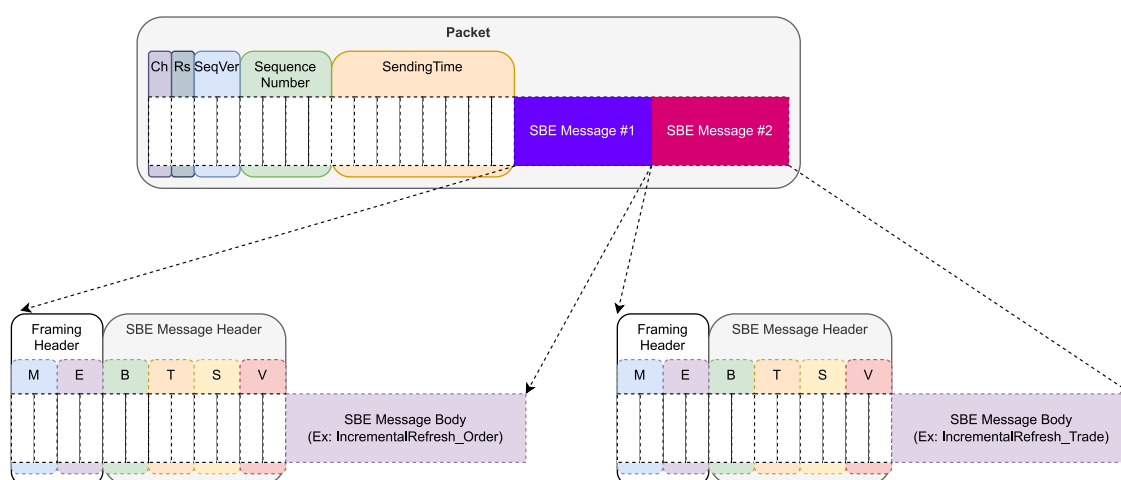 Packet
Ch Rs SeqVer Sequence SendingTime
Number
SBE Message #1 SBE Message #2
Framing SBE Message Header
Header
M E B T S V
SBE Message Body
(Ex: IncrementalRefresh_Order)
Framing SBE Message Header
Header
M E B T S V
SBE Message Body
(Ex: IncrementalRefresh_Trade)